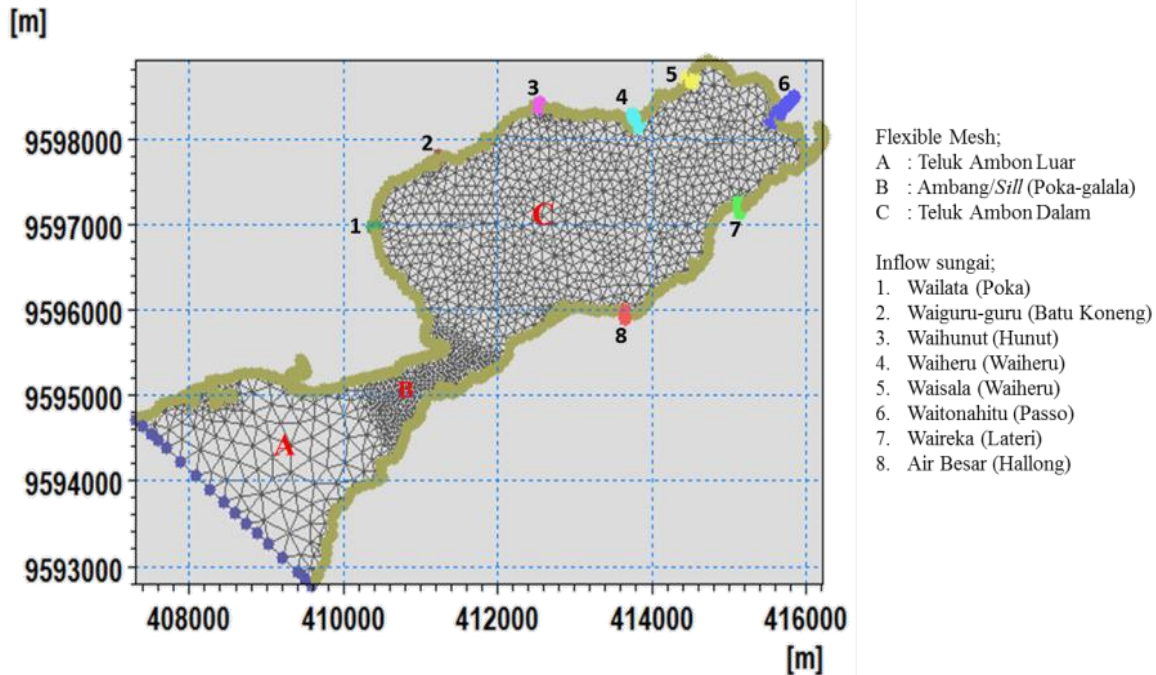 [m]
9598000
9597000
9596000
9595000
9594000
9593000
408000
410000
412000
414000
416000
[m]
1
2
3
4
5
6
7
8
A
B
C
Flexible Mesh;
A : Teluk Ambon Luar
B : Ambang/Sill (Poka-galala)
C : Teluk Ambon Dalam
Inflow sungai;
1. Wailata (Poka)
2. Waiguru-guru (Batu Koneng)
3. Waihunut (Hunut)
4. Waiheru (Waiheru)
5. Waisala (Waiheru)
6. Waitonahitu (Passo)
7. Waireka (Lateri)
8. Air Besar (Hallong)